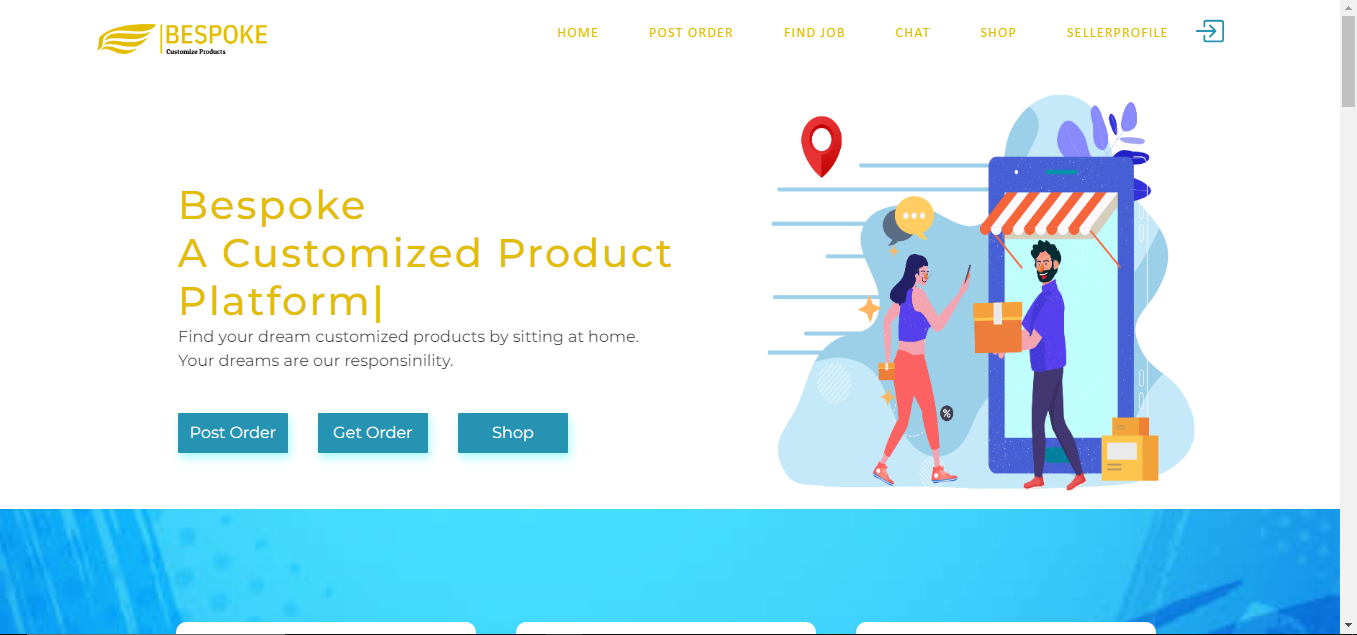 BESPOKE
Customize Products
HOME POST ORDER FIND JOB CHAT SHOP SELLERPROFILE
Bespoke
A Customized Product
Platform|
Find your dream customized products by sitting at home.
Your dreams are our responsinility.
Post Order Get Order Shop
%